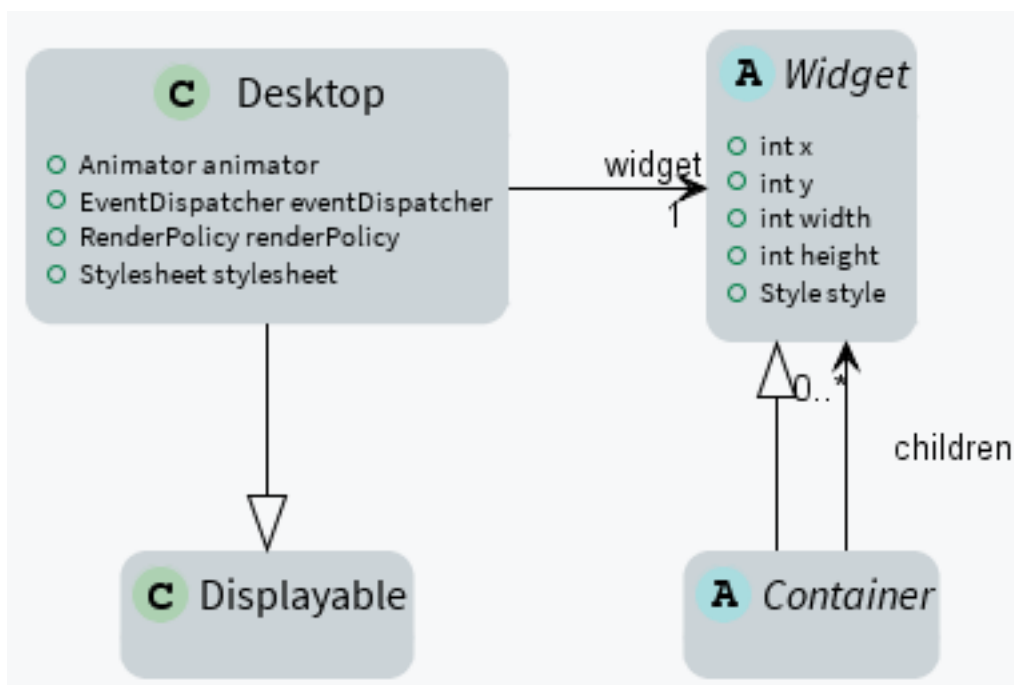 C Desktop
Animator animator
EventDispatcher eventDispatcher
RenderPolicy renderPolicy
Stylesheet stylesheet
widget
1
A Widget
int x
int y
int width
int height
Style style
0..*
children
C Displayable
A Container